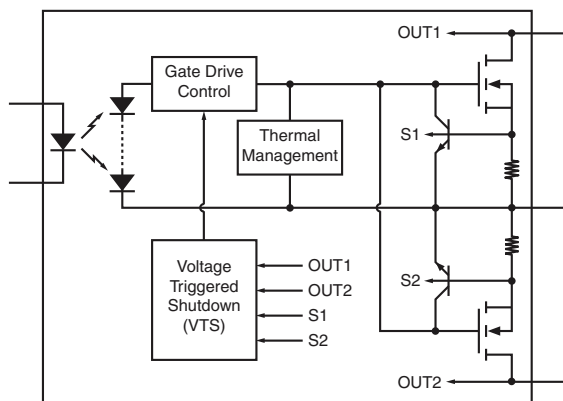 OUT1
Gate Drive
Control
S1
Thermal
Management
Voltage
Triggered
Shutdown
(VTS)
OUT1
OUT2
S1
S2
S2
OUT2